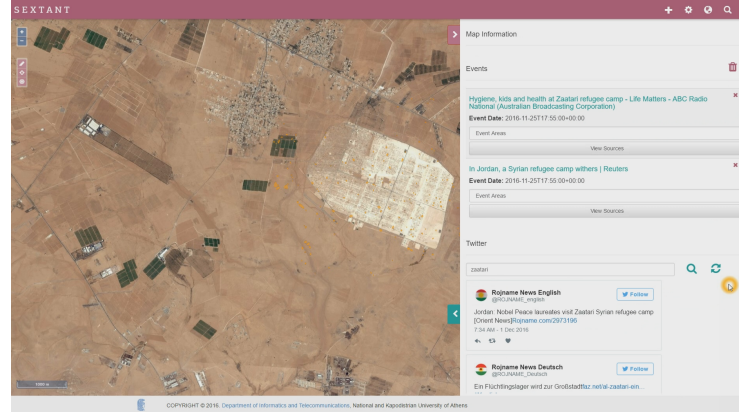 SEXTANT
Map Information
Events
Hygiene, kids and health at Zaatari refugee camp - Life Matters - ABC Radio
National (Australian Broadcasting Corporation)
Event Date: 2016-11-25T17:55:00+00:00
Event Areas
View Sources
In Jordan, a Syrian refugee camp withers | Reuters
Event Date: 2016-11-25T17:55:00+00:00
Event Areas
View Sources
Twitter
zaatari
Rojname News English
@ROJNAME_english
Follow
Jordan: Nobel Peace laureates visit Zaatari Syrian refugee camp
[Orient News]Rojname.com/2973196
7:34 AM - 1 Dec 2016
Rojname News Deutsch
@ROJNAME_Deutsch
Follow
Ein Flüchtlingslager wird zur Großstadtfaz.net/al-zaatari-ein...
1000 m
COPYRIGHT © 2016, Department of Informatics and Telecommunications, National and Kapodistrian University of Athens